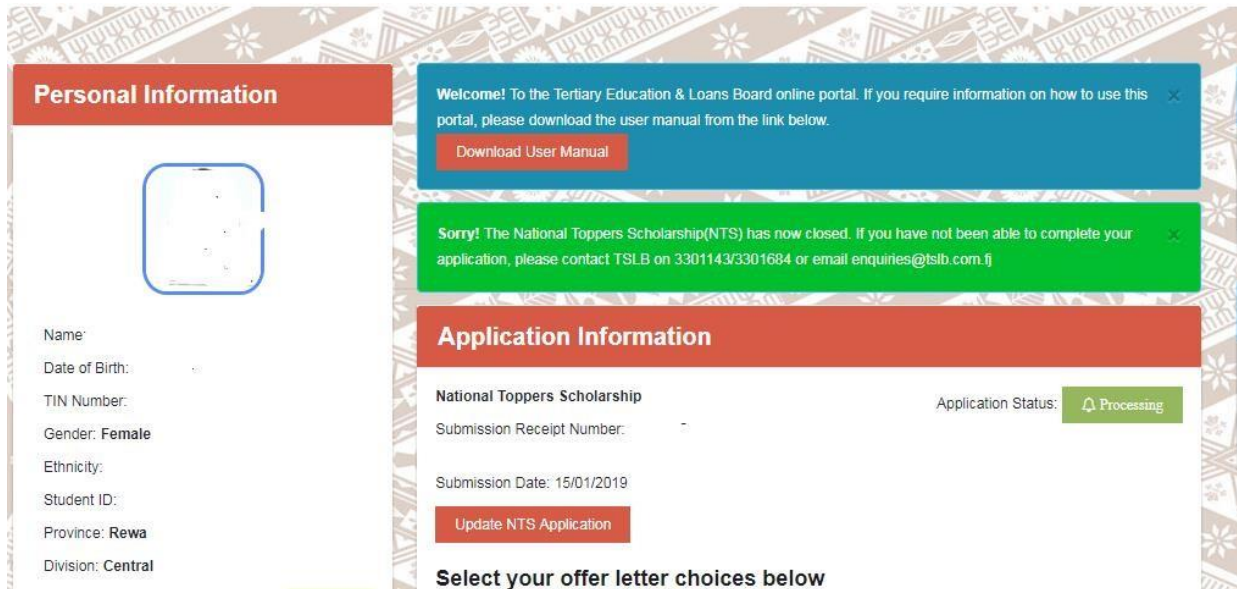 Personal Information
Name:
Date of Birth:
TIN Number:
Gender: Female
Ethnicity:
Student ID:
Province: Rewa
Division: Central
Welcome! To the Tertiary Education & Loans Board online portal. If you require information on how to use this
portal, please download the user manual from the link below.
Download User Manual
Sorry! The National Toppers Scholarship(NTS) has now closed. If you have not been able to complete your
application, please contact TSLB on 3301143/3301684 or email enquiries@tslb.com.fj
Application Information
National Toppers Scholarship
Application Status: Processing
Submission Receipt Number:
Submission Date: 15/01/2019
Update NTS Application
Select your offer letter choices below